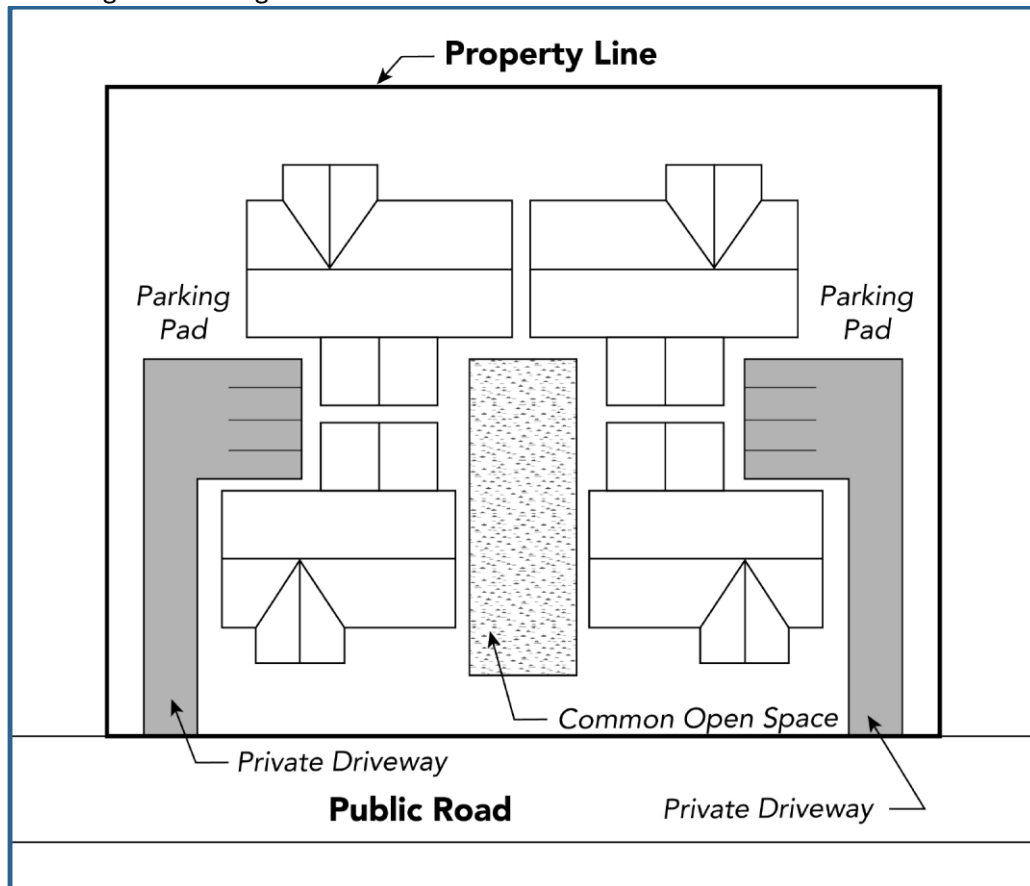 Property Line
Parking
Pad
Parking
Pad
Common Open Space
Private Driveway
Public Road
Private Driveway